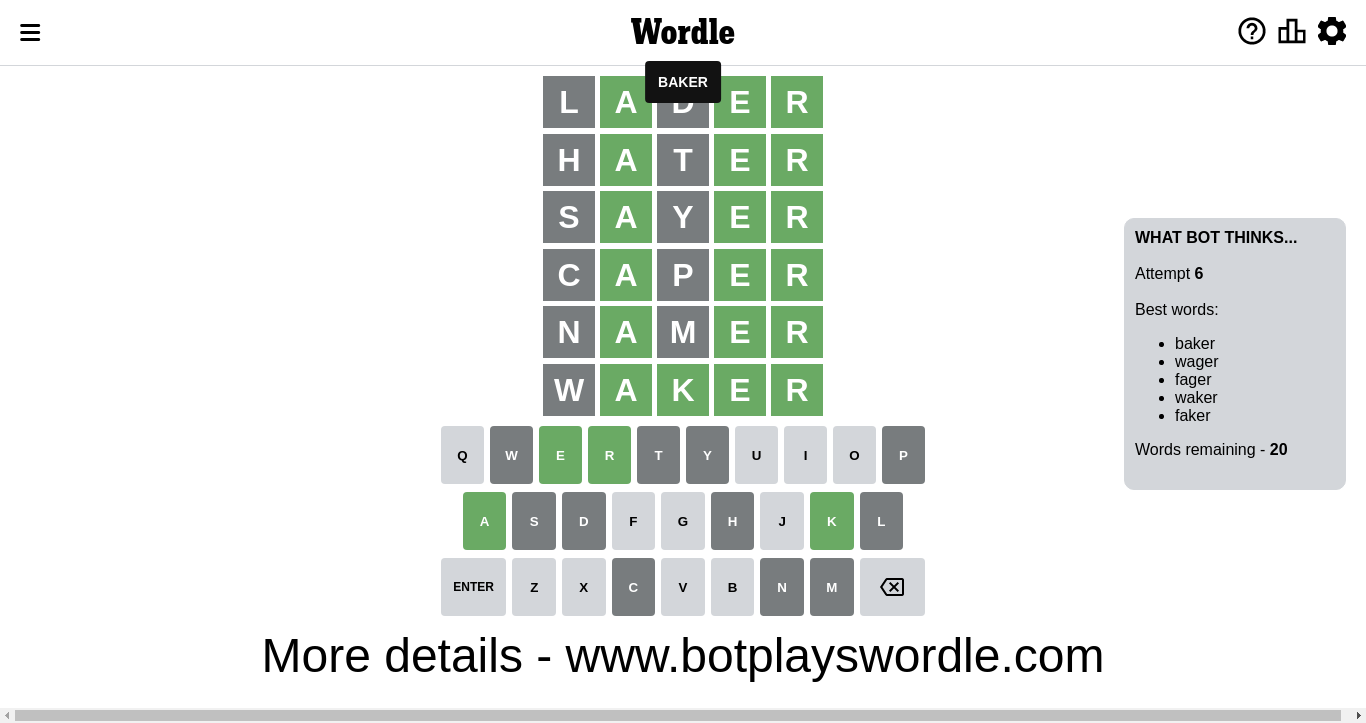 Wordle
BAKER
L A D E R
H A T E R
S A Y E R
C A P E R
N A M E R
W A K E R
WHAT BOT THINKS...
Attempt 6
Best words:
• baker
• wager
• fager
• waker
• faker
Words remaining - 20
Q W E R T Y U I O P
A S D F G H J K L
ENTER Z X C V B N M
More details - www.botplayswordle.com